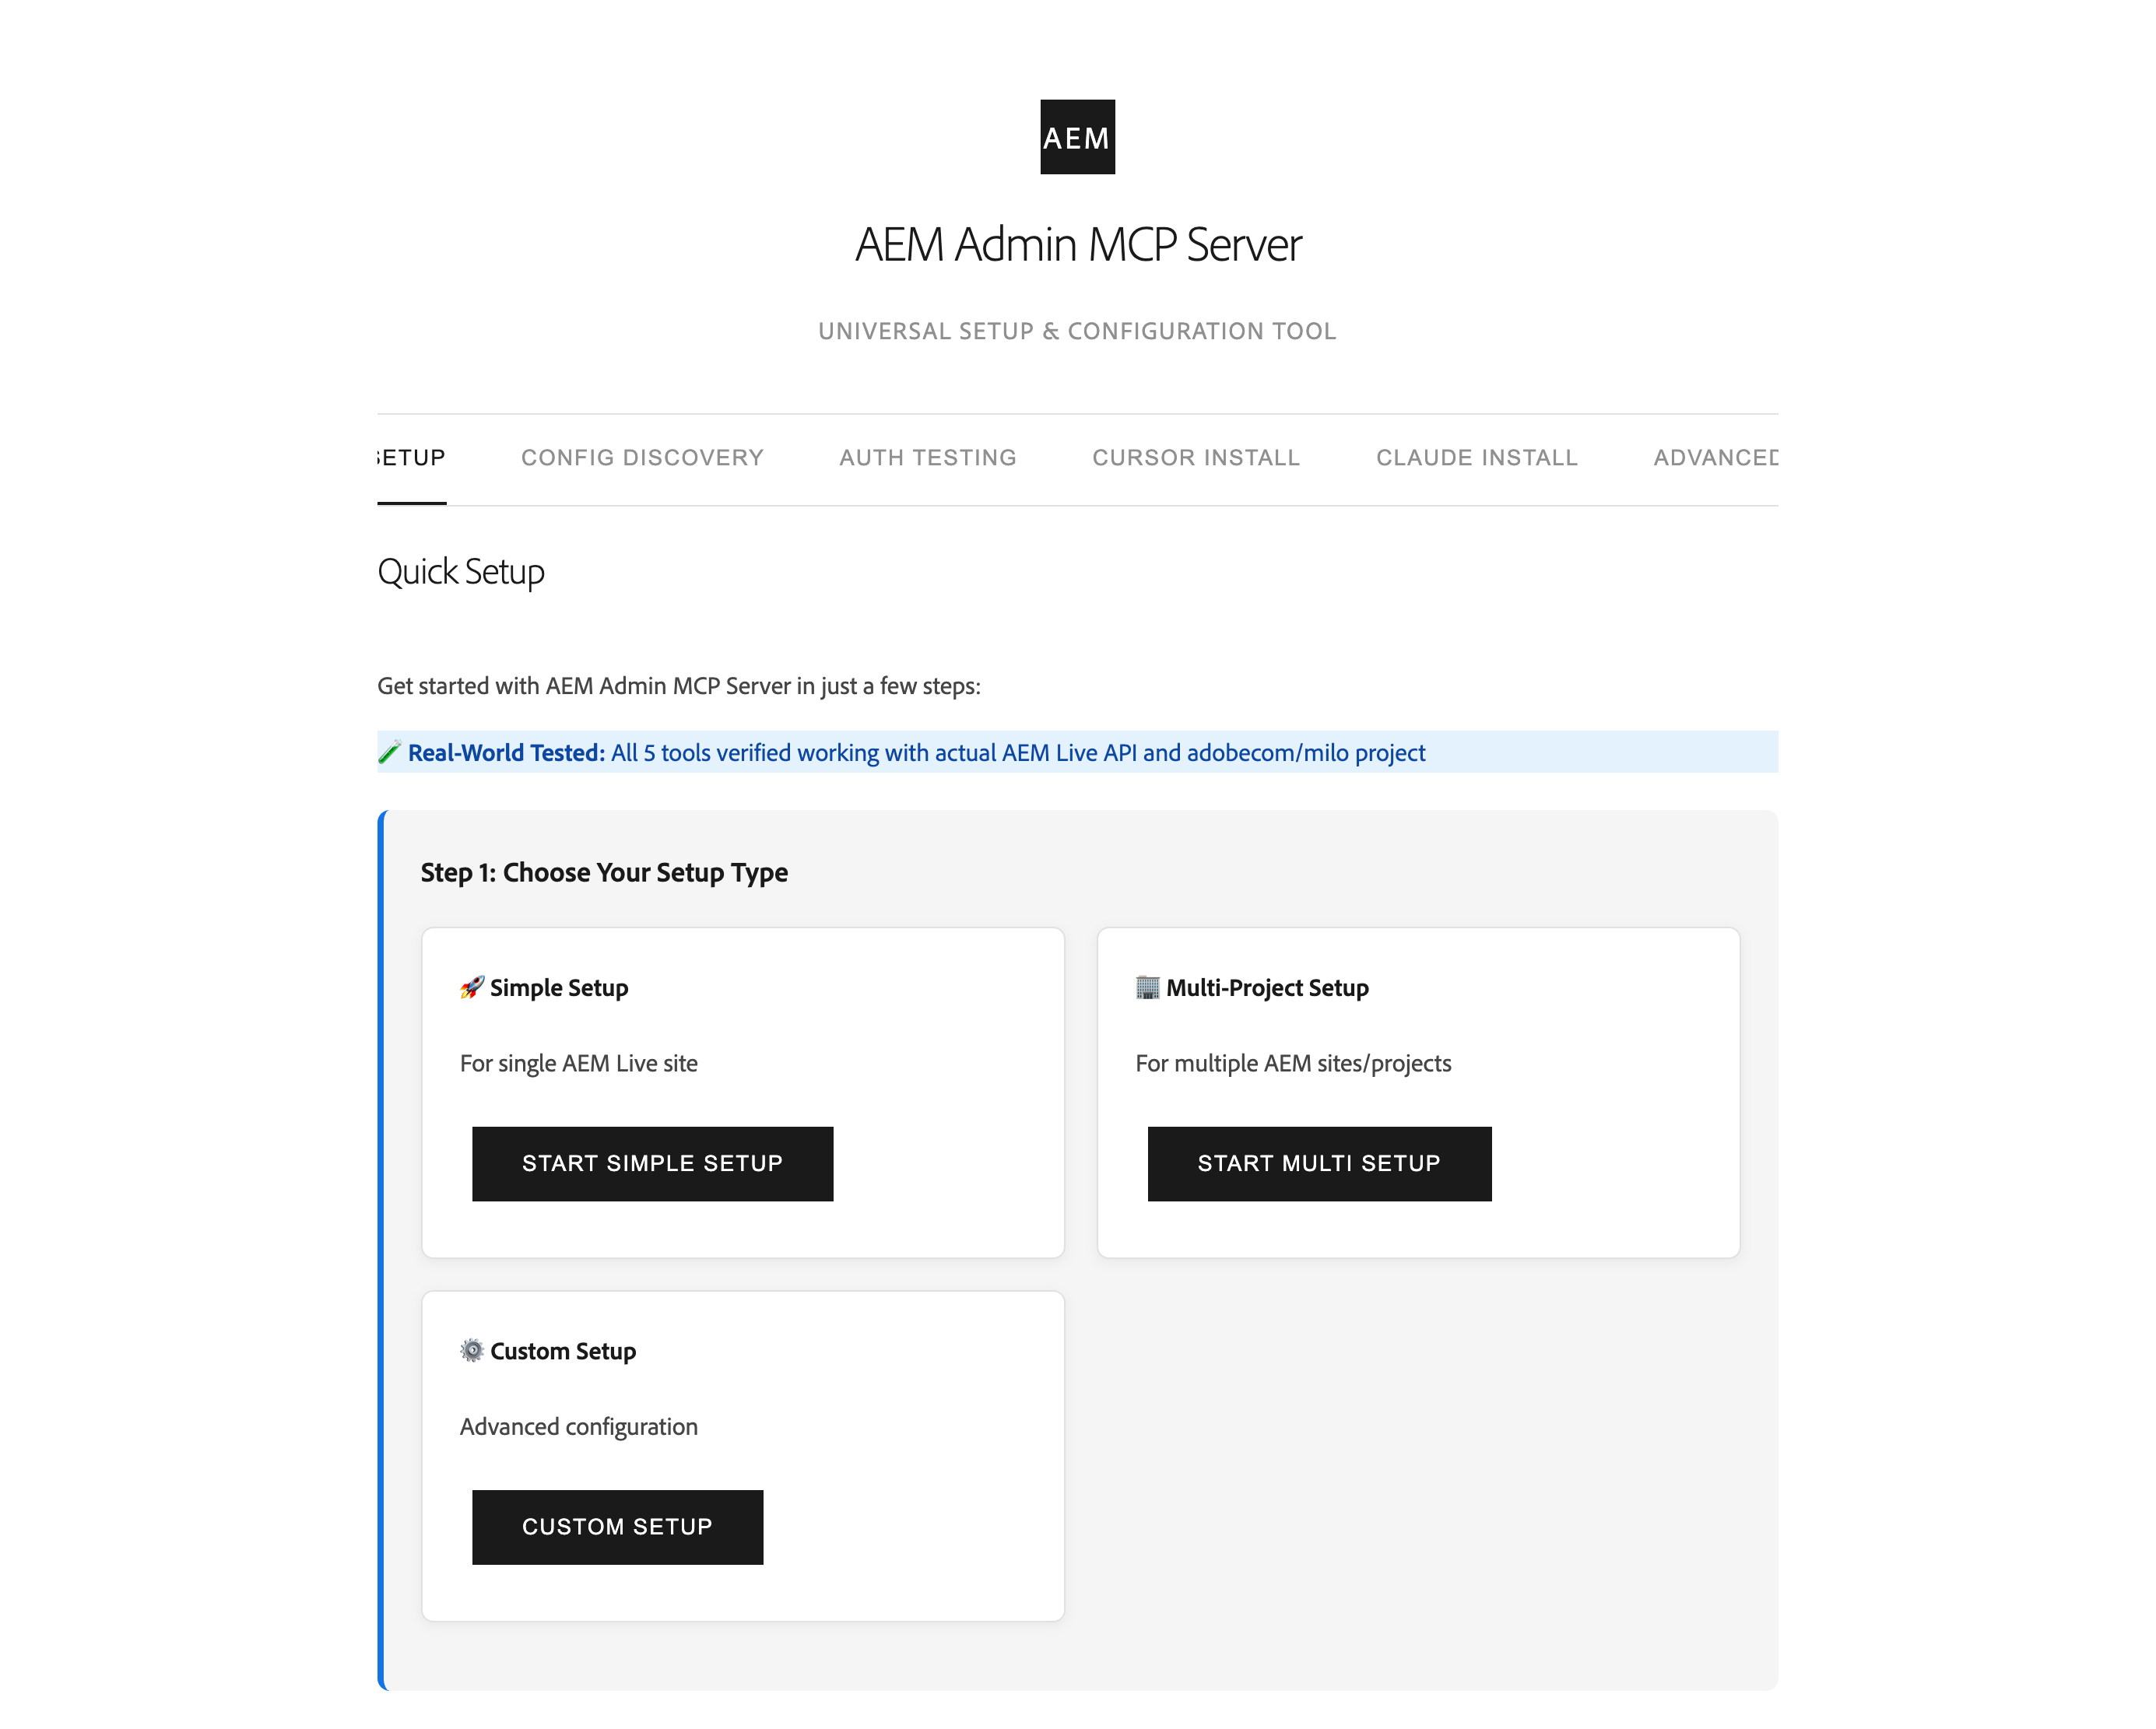 AEM
AEM Admin MCP Server
UNIVERSAL SETUP & CONFIGURATION TOOL
SETUP CONFIG DISCOVERY AUTH TESTING CURSOR INSTALL CLAUDE INSTALL ADVANCED
Quick Setup
Get started with AEM Admin MCP Server in just a few steps:
Real-World Tested: All 5 tools verified working with actual AEM Live API and adobecom/milo project
Step 1: Choose Your Setup Type
Simple Setup
For single AEM Live site
START SIMPLE SETUP
Multi-Project Setup
For multiple AEM sites/projects
START MULTI SETUP
Custom Setup
Advanced configuration
CUSTOM SETUP